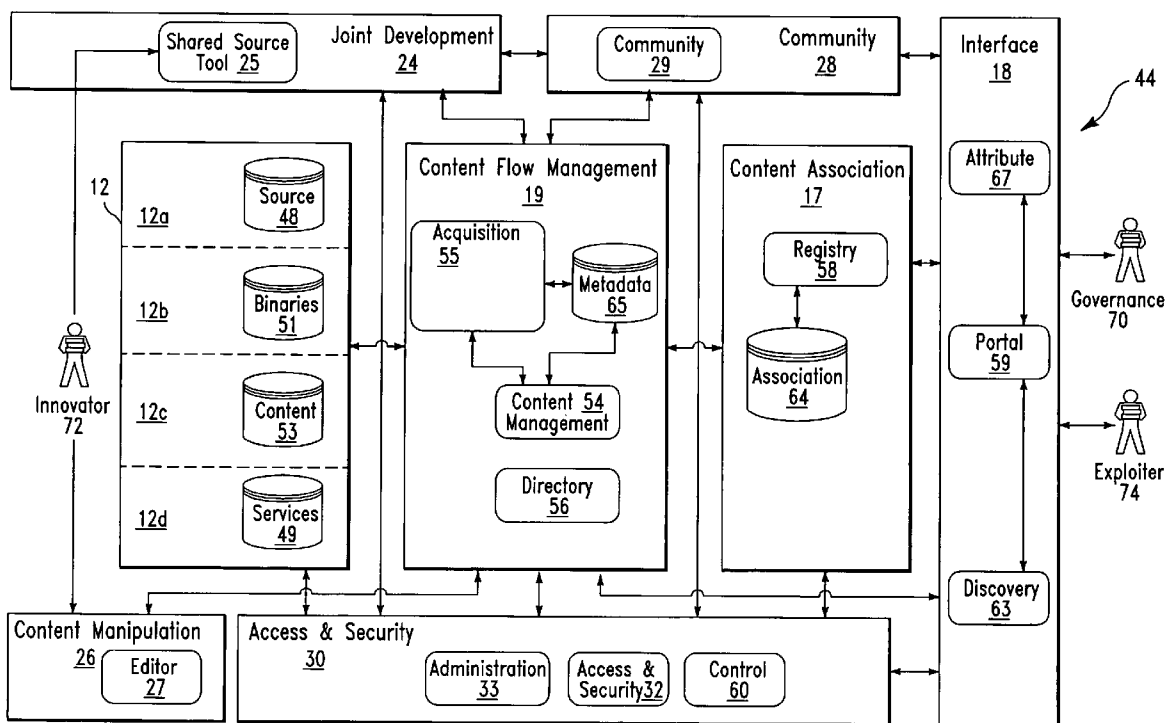 Joint Development
24
Shared Source
Tool 25
Community
28
Community
29
Interface
18
44
12
12a
Source
48
12b
Binaries
51
12c
Content
53
12d
Services
49
Content Flow Management
19
Acquisition
55
Metadata
65
Content 54
Management
Directory
56
Content Association
17
Registry
58
Association
64
Attribute
67
Portal
59
Discovery
63
Governance
70
Exploiter
74
Innovator
72
Content Manipulation
26
Editor
27
Access & Security
30
Administration
33
Access &
Security 32
Control
60